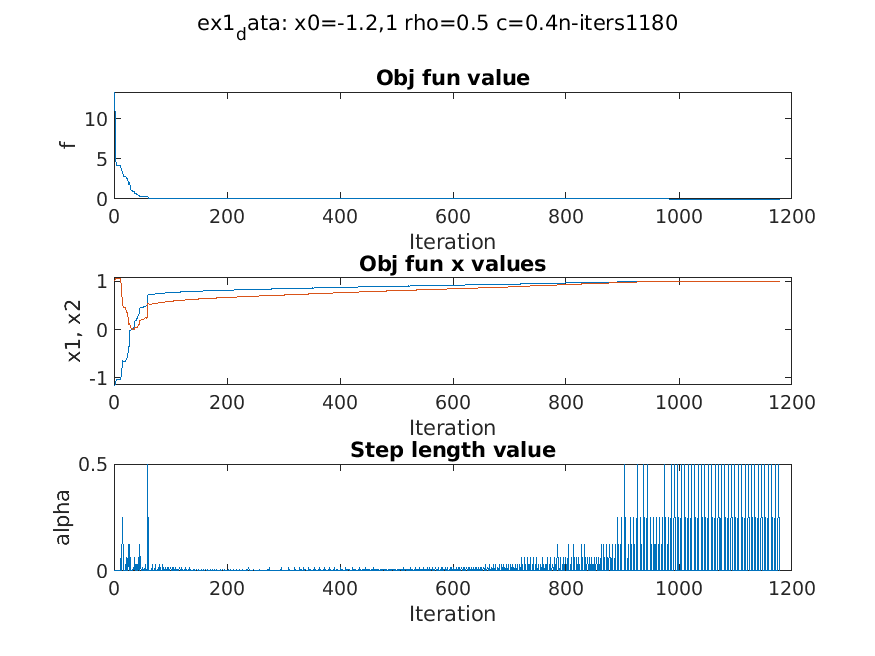 ex1_data: x0=-1.2,1 rho=0.5 c=0.4n-iters1180
Obj fun value
10
5
0
f
0 200 400 600 800 1000 1200
Iteration
Obj fun x values
1
0
-1
x1, x2
0 200 400 600 800 1000 1200
Iteration
Step length value
0.5
0
alpha
0 200 400 600 800 1000 1200
Iteration